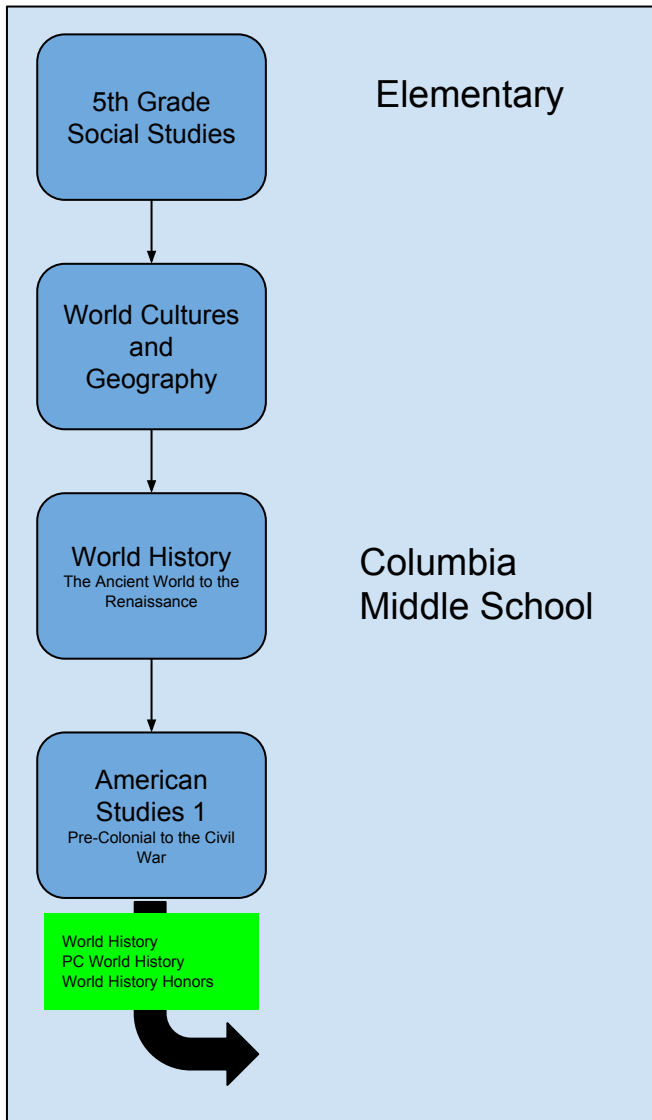 5th Grade
Social Studies
Elementary
World Cultures
and
Geography
World History
The Ancient World to the
Renaissance
Columbia
Middle School
American
Studies 1
Pre-Colonial to the Civil
War
World History
PC World History
World History Honors